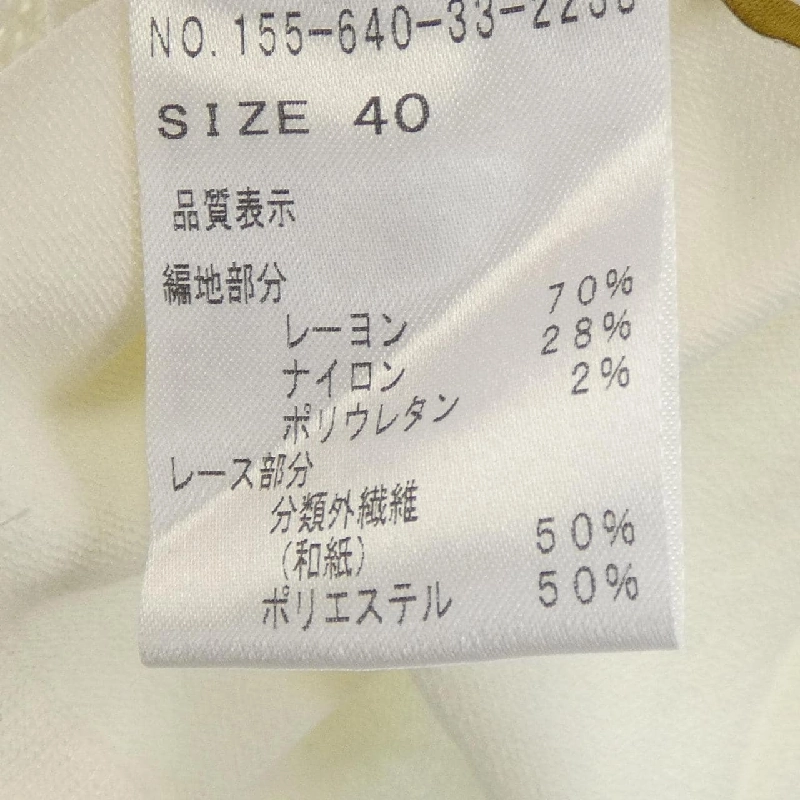 NO.155-640-33-2238
SIZE 40
品質表示
編地部分
レーヨン 70%
ナイロン 28%
ポリウレタン 2%
レース部分
分類外繊維
(和紙) 50%
ポリエステル 50%